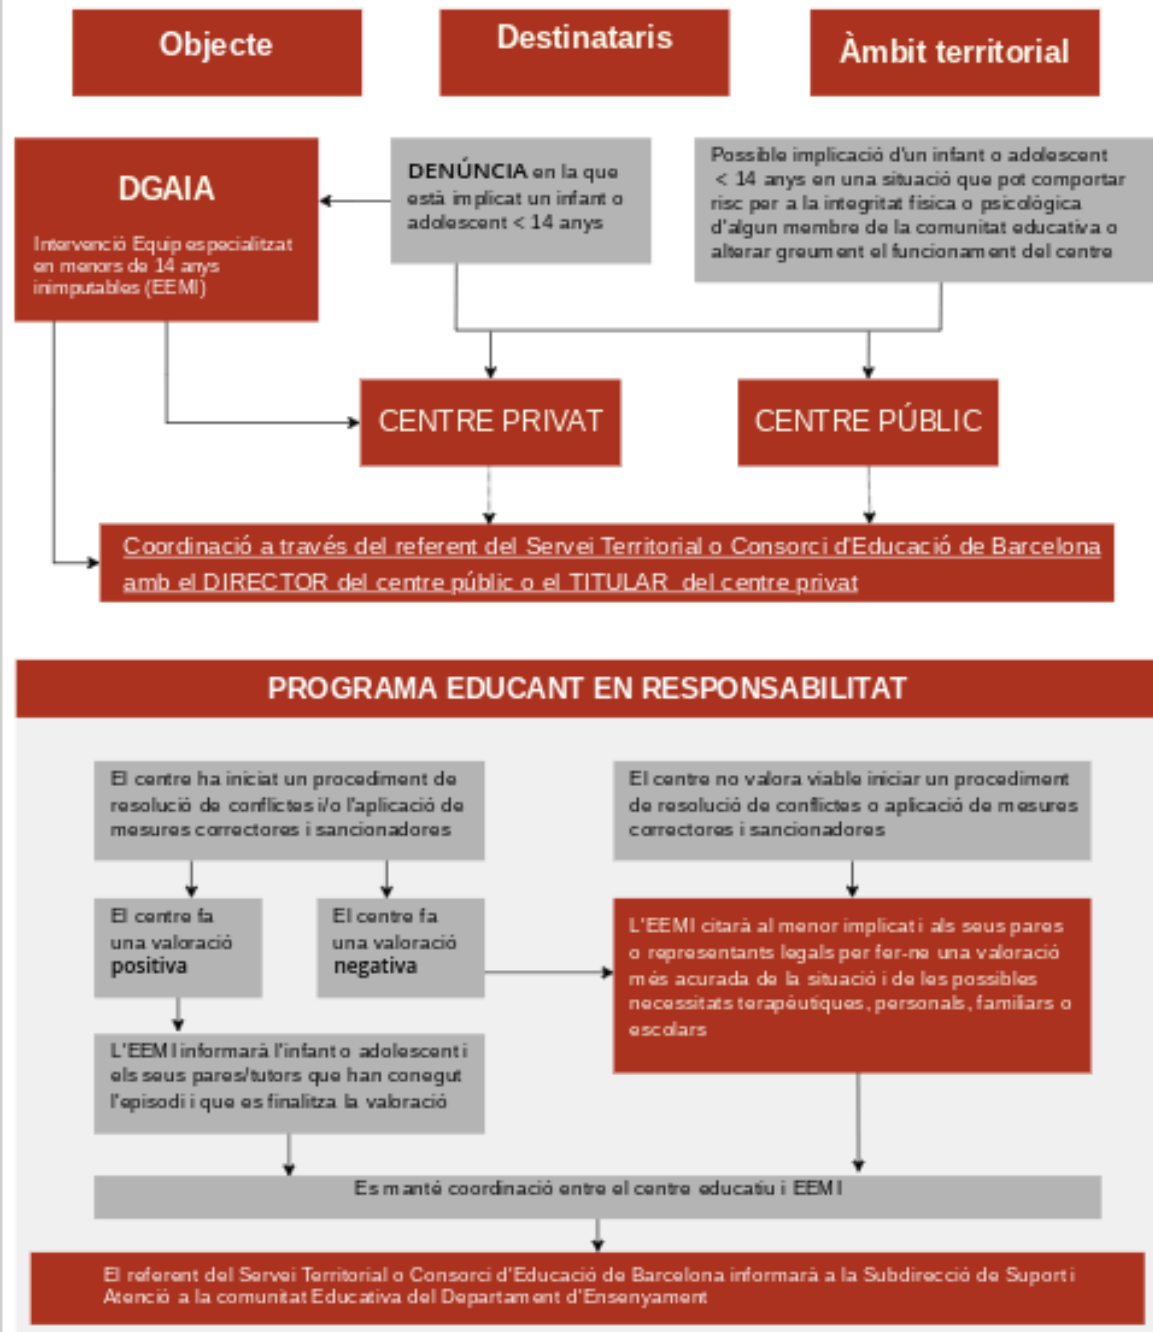 Objecte
Destinataris
Àmbit territorial
DGAIA
Intervenció Equip especialitzat
en menors de 14 anys
inimputables (EEMI)
DENÚNCIA en la que
està implicat un infant o
adolescent < 14 anys
Possible implicació d'un infant o adolescent
< 14 anys en una situació que pot comportar
risc per a la integritat física o psicològica
d'algun membre de la comunitat educativa o
alterar greument el funcionament del centre
CENTRE PRIVAT
CENTRE PÚBLIC
Coordinació a través del referent del Servei Territorial o Consorci d'Educació de Barcelona
amb el DIRECTOR del centre públic o el TITULAR del centre privat
PROGRAMA EDUCANT EN RESPONSABILITAT
El centre ha iniciat un procediment de
resolució de conflictes i/o l'aplicació de
mesures correctores i sancionadores
El centre no valora viable iniciar un procediment
de resolució de conflictes o aplicació de mesures
correctores i sancionadores
El centre fa
una valoració
positiva
El centre fa
una valoració
negativa
L'EEMI citarà al menor implicat i als seus pares
o representants legals per fer-ne una valoració
més acurada de la situació i de les possibles
necessitats terapèutiques, personals, familiars o
escolars
L'EEMI informarà l'infant o adolescent i
els seus pares/tutors que han conegut
l'episodi i que es finalitza la valoració
Es manté coordinació entre el centre educatiu i EEMI
El referent del Servei Territorial o Consorci d'Educació de Barcelona informarà a la Subdirecció de Suport i
Atenció a la comunitat Educativa del Departament d'Ensenyament